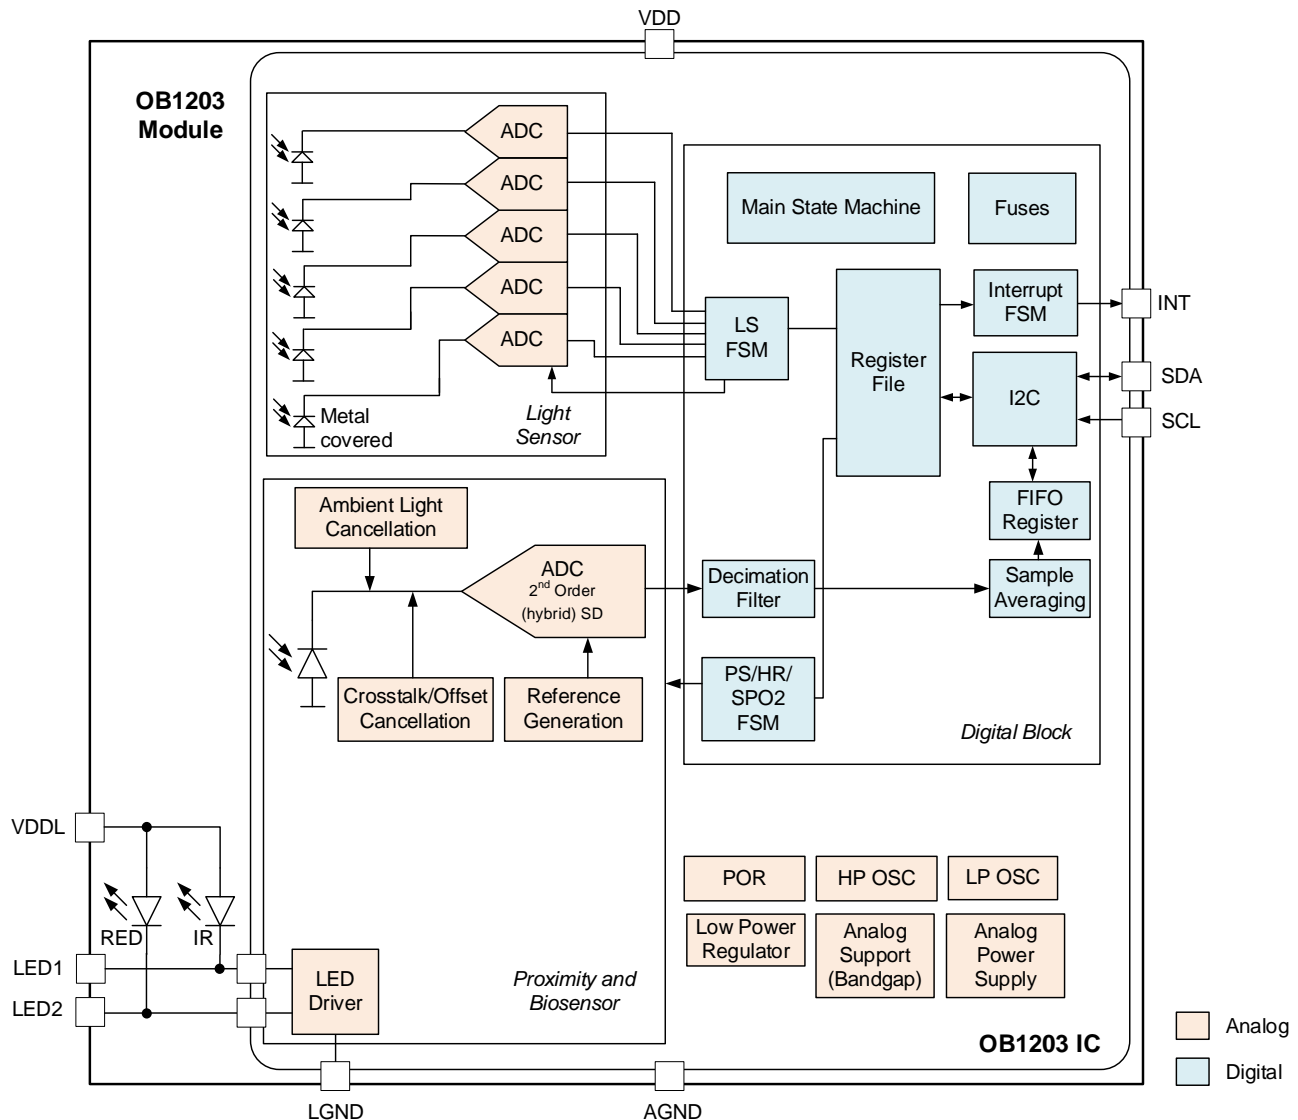 VDD
OB1203
Module
ADC
ADC
ADC
ADC
ADC
Metal
covered
Light
Sensor
Main State Machine
Fuses
LS
FSM
Register
File
Interrupt
FSM
I2C
INT
SDA
SCL
FIFO
Register
Sample
Averaging
Decimation
Filter
PS/HR/
SPO2
FSM
Digital Block
Ambient Light
Cancellation
ADC
2nd Order
(hybrid) SD
Crosstalk/Offset
Cancellation
Reference
Generation
VDDL
RED
IR
LED1
LED2
LED
Driver
Proximity and
Biosensor
POR
HP OSC
LP OSC
Low Power
Regulator
Analog
Support
(Bandgap)
Analog
Power
Supply
OB1203 IC
Analog
Digital
LGND
AGND